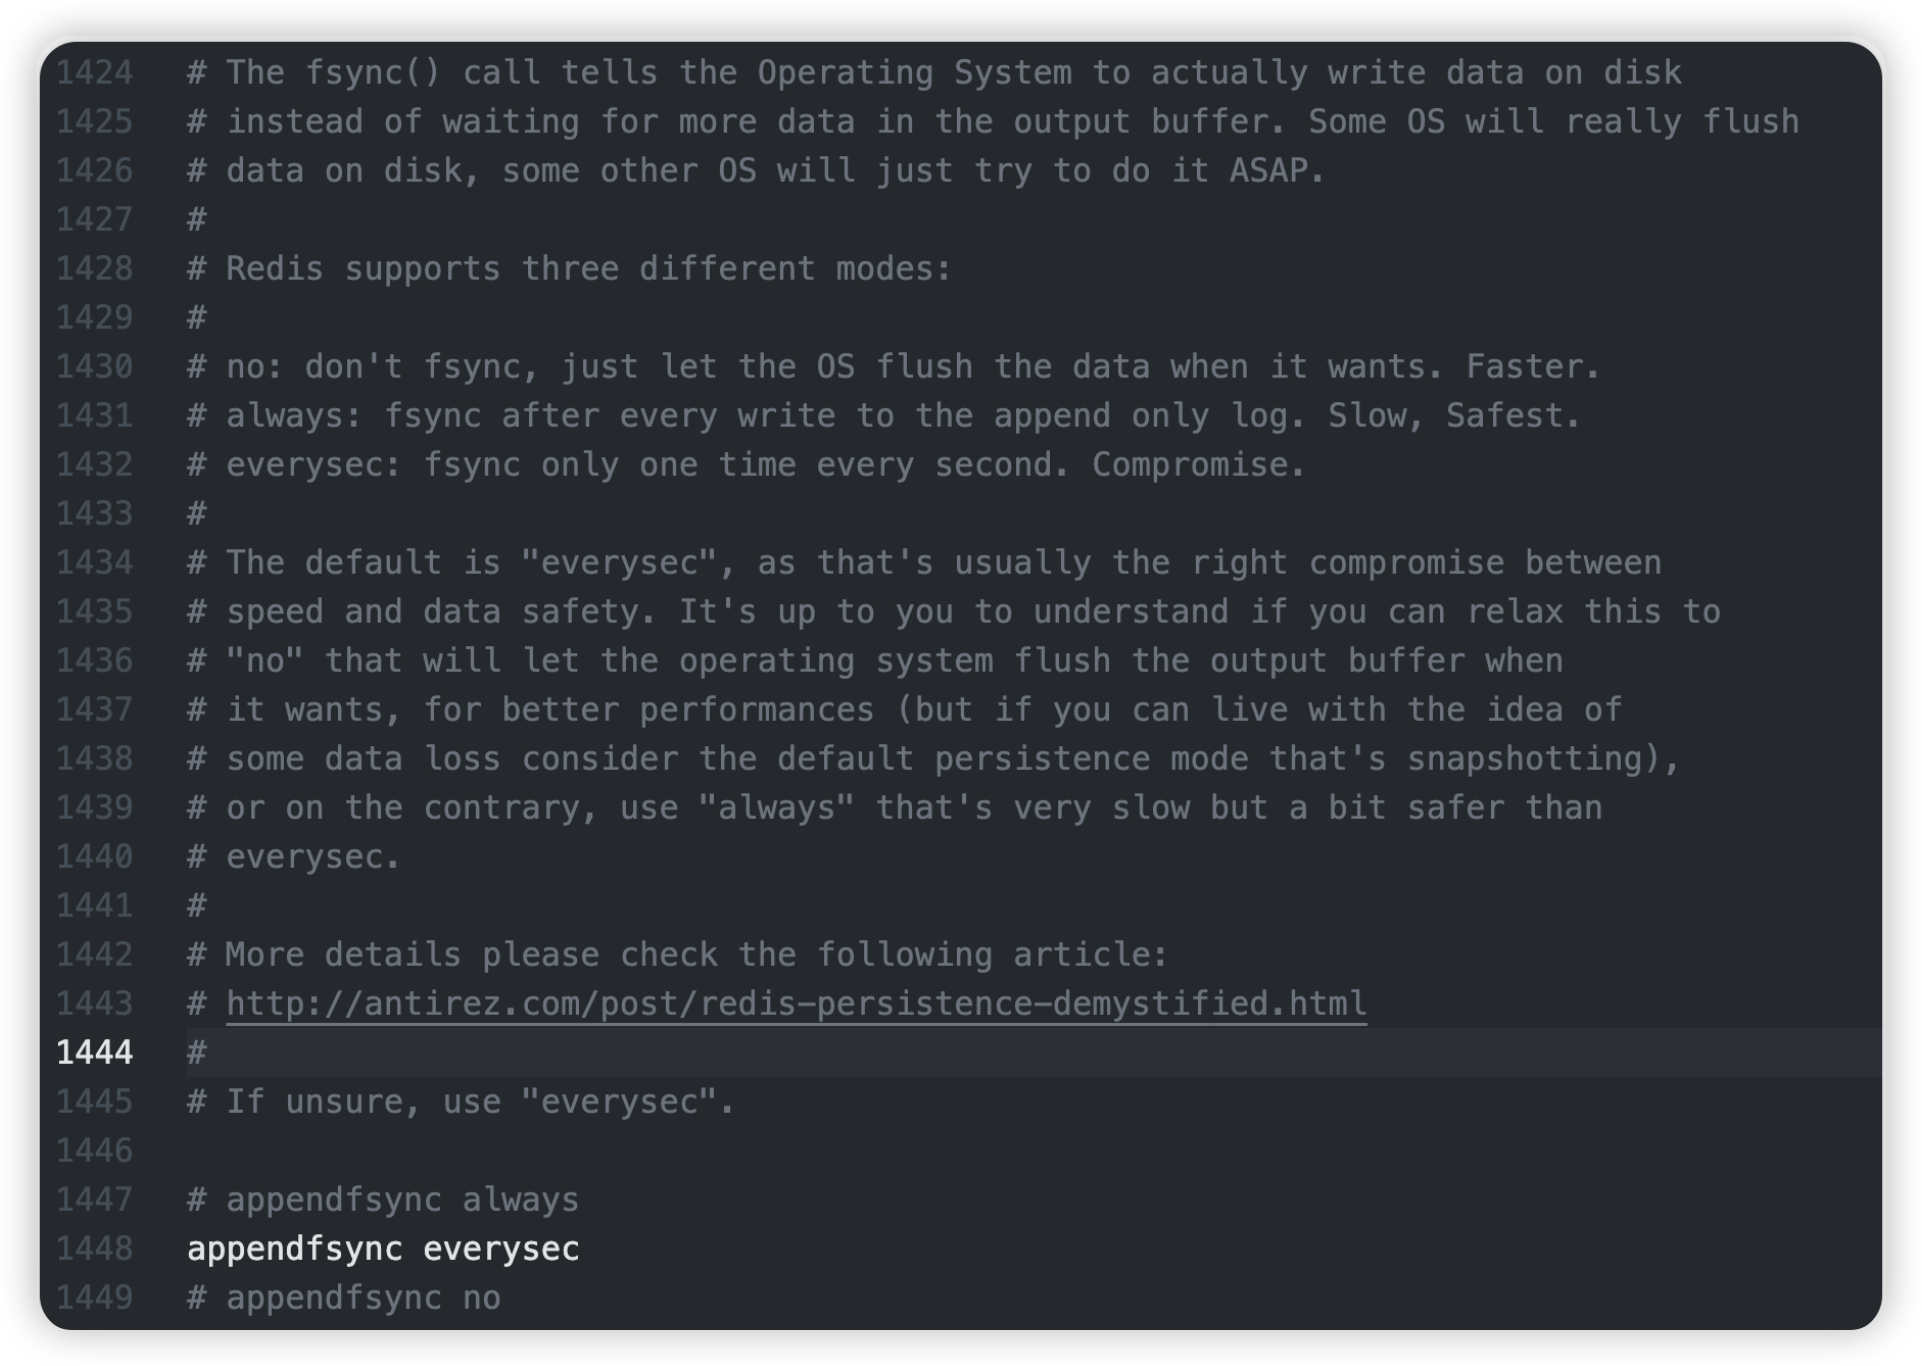 1424 # The fsync() call tells the Operating System to actually write data on disk
1425 # instead of waiting for more data in the output buffer. Some OS will really flush
1426 # data on disk, some other OS will just try to do it ASAP.
1427 #
1428 # Redis supports three different modes:
1429 #
1430 # no: don't fsync, just let the OS flush the data when it wants. Faster.
1431 # always: fsync after every write to the append only log. Slow, Safest.
1432 # everysec: fsync only one time every second. Compromise.
1433 #
1434 # The default is "everysec", as that's usually the right compromise between
1435 # speed and data safety. It's up to you to understand if you can relax this to
1436 # "no" that will let the operating system flush the output buffer when
1437 # it wants, for better performances (but if you can live with the idea of
1438 # some data loss consider the default persistence mode that's snapshotting),
1439 # or on the contrary, use "always" that's very slow but a bit safer than
1440 # everysec.
1441 #
1442 # More details please check the following article:
1443 # http://antirez.com/post/redis-persistence-demystified.html
1444 #
1445 # If unsure, use "everysec".
1446
1447 # appendfsync always
1448 appendfsync everysec
1449 # appendfsync no